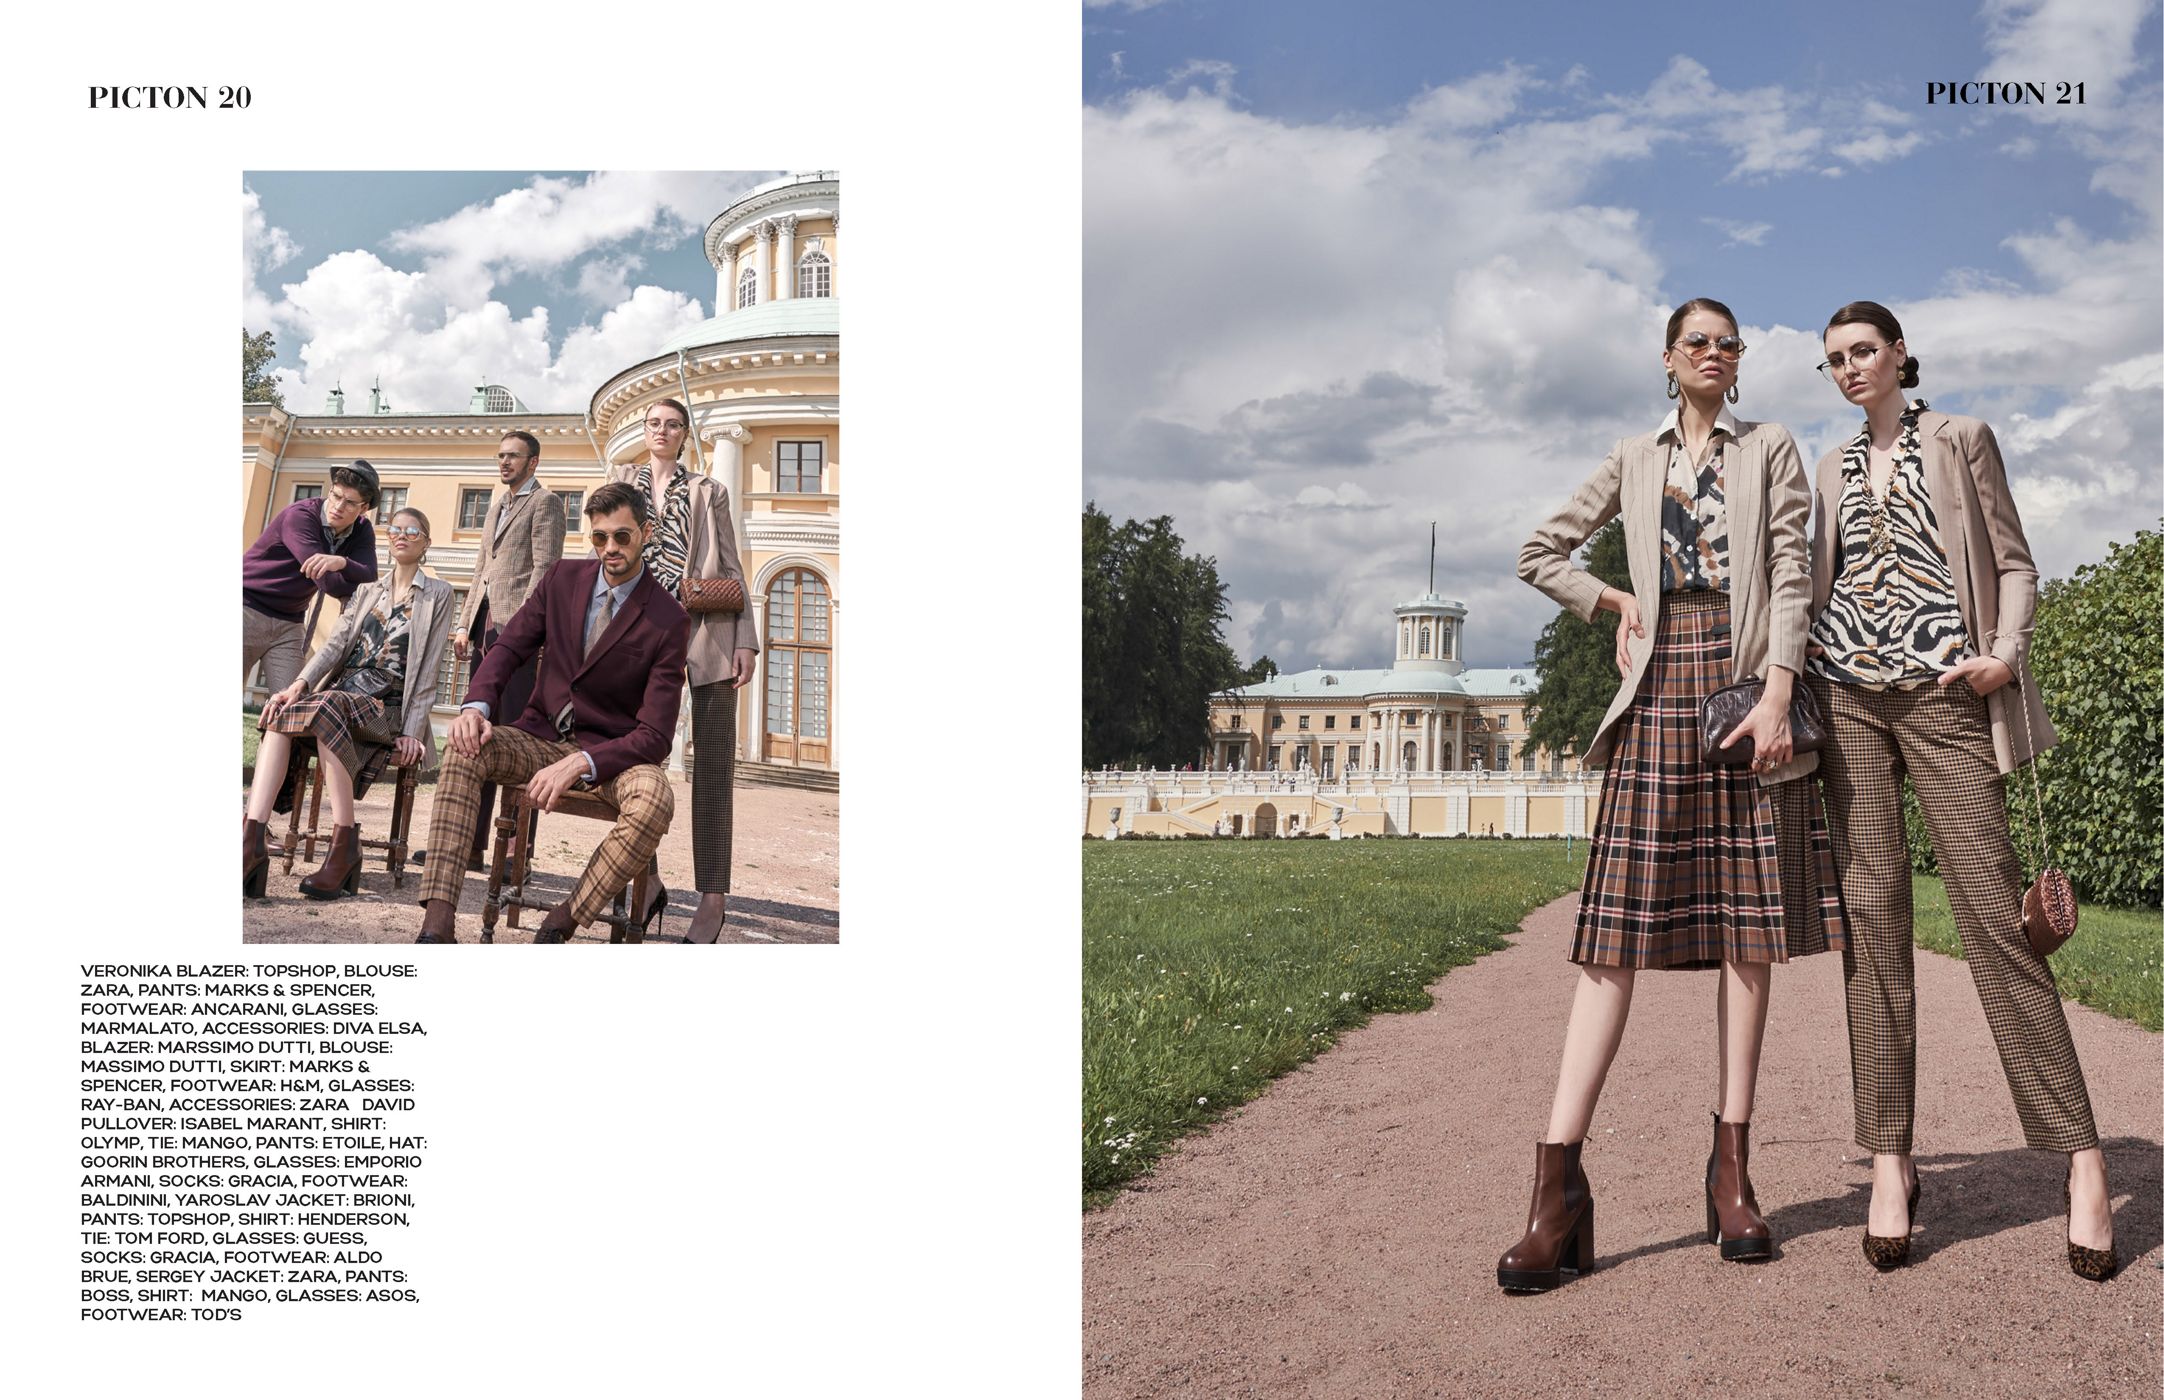 PICTON 20
PICTON 21
VERONIKA BLAZER: TOPSHOP, BLOUSE:
ZARA, PANTS: MARKS & SPENCER,
FOOTWEAR: ANCARANI, GLASSES:
MARMALATO, ACCESSORIES: DIVA ELSA,
BLAZER: MARSSIMO DUTTI, BLOUSE:
MASSIMO DUTTI, SKIRT: MARKS &
SPENCER, FOOTWEAR: H&M, GLASSES:
RAY-BAN, ACCESSORIES: ZARA   DAVID
PULLOVER: ISABEL MARANT, SHIRT:
OLYMP, TIE: MANGO, PANTS: ETOILE, HAT:
GOORIN BROTHERS, GLASSES: EMPORIO
ARMANI, SOCKS: GRACIA, FOOTWEAR:
BALDININI, YAROSLAV JACKET: BRIONI,
PANTS: TOPSHOP, SHIRT: HENDERSON,
TIE: TOM FORD, GLASSES: GUESS,
SOCKS: GRACIA, FOOTWEAR: ALDO
BRUE, SERGEY JACKET: ZARA, PANTS:
BOSS, SHIRT:  MANGO, GLASSES: ASOS,
FOOTWEAR: TOD'S